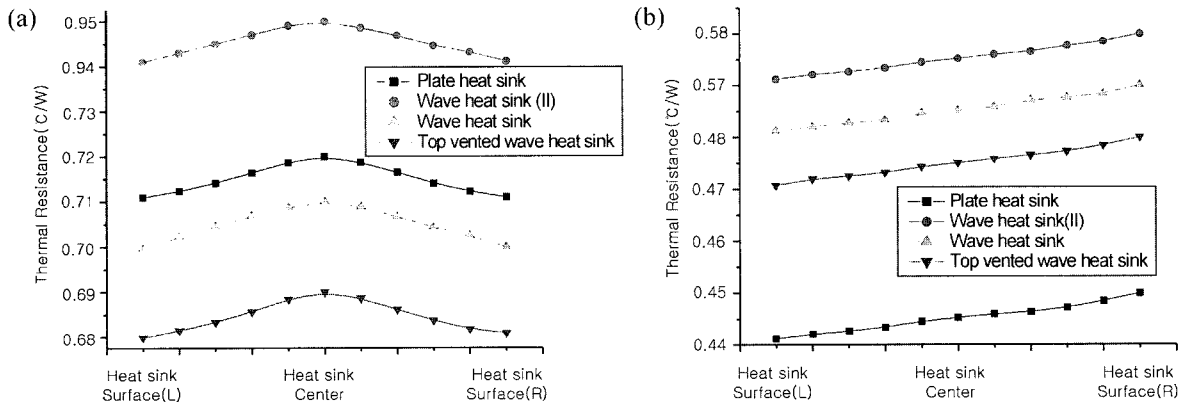 (a)
0.95
0.94
0.73
0.72
0.71
0.70
0.69
0.68
Thermal Resistance(℃/W)
Plate heat sink
Wave heat sink (II)
Wave heat sink
Top vented wave heat sink
Heat sink
Surface(L)
Heat sink
Center
Heat sink
Surface(R)
(b)
0.58
0.57
0.48
0.47
0.46
0.45
0.44
Thermal Resistance(℃/W)
Plate heat sink
Wave heat sink(II)
Wave heat sink
Top vented wave heat sink
Heat sink
Surface(L)
Heat sink
Center
Heat sink
Surface(R)